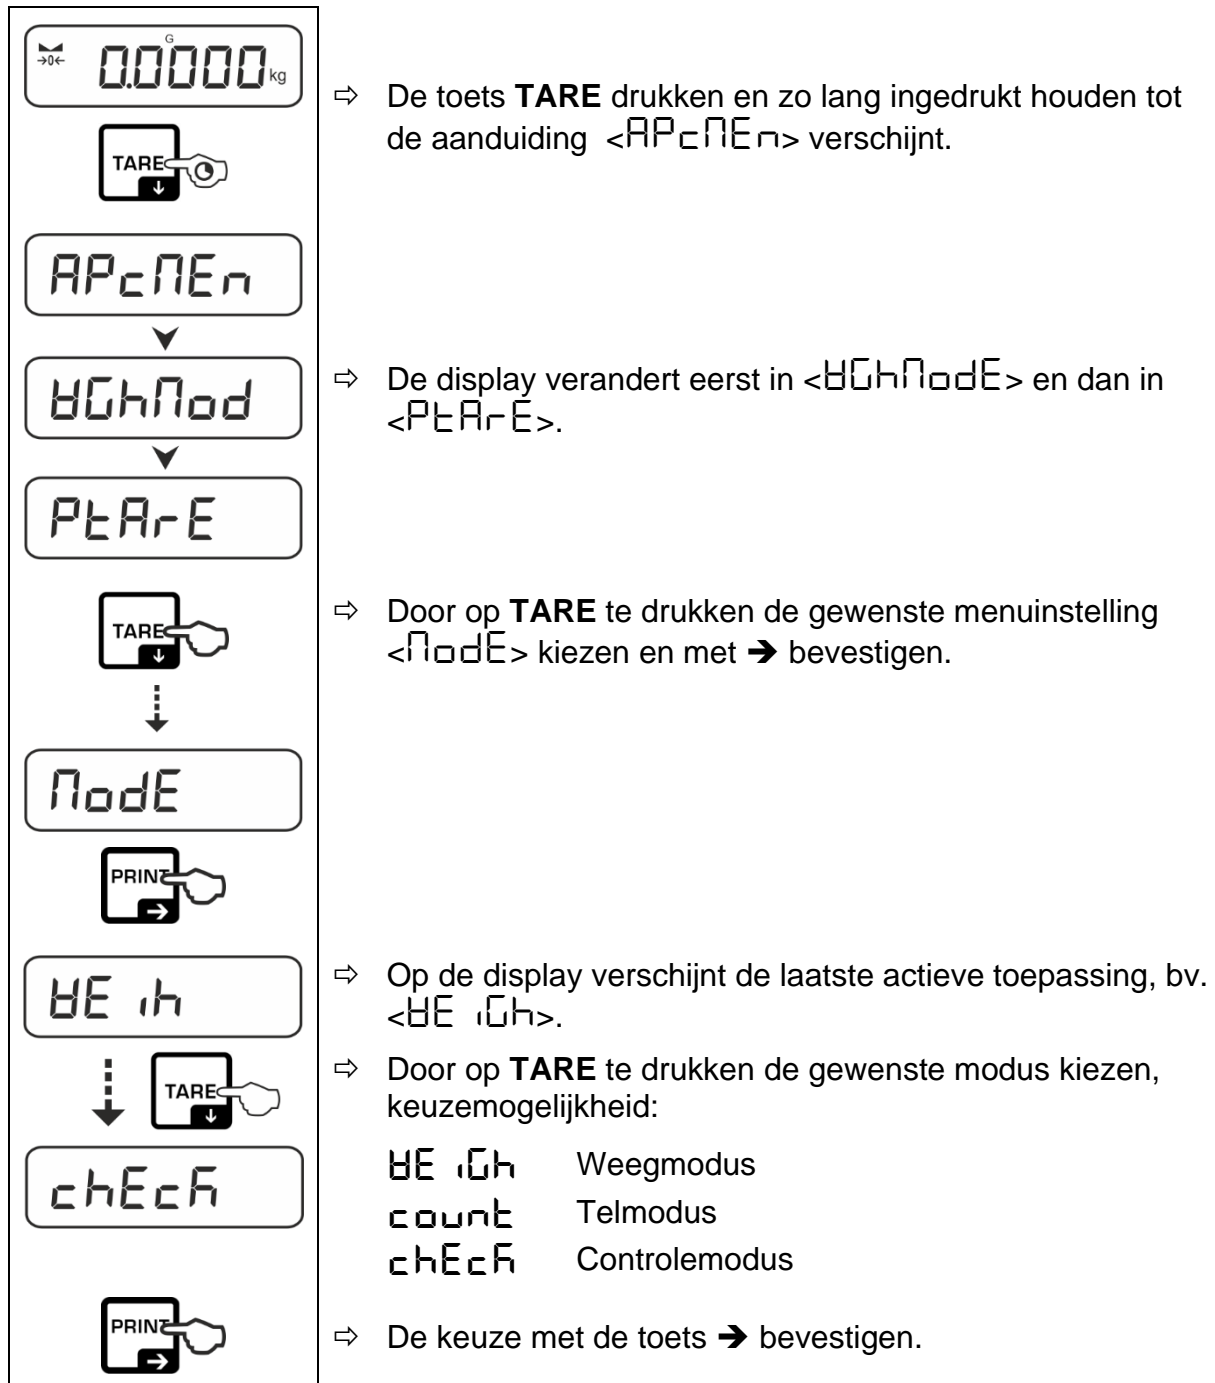 G
→0← 0.0000 kg
⇨ De toets TARE drukken en zo lang ingedrukt houden tot
de aanduiding <APcMEn> verschijnt.
TARE
↓
APcMEn
WGhMod
⇨ De display verandert eerst in <WGhModE> en dan in
<PtArE>.
PtArE
TARE
↓
⇨ Door op TARE te drukken de gewenste menuinstelling
<ModE> kiezen en met ➔ bevestigen.
ModE
PRINT
→
WEih
⇨ Op de display verschijnt de laatste actieve toepassing, bv.
<WEiGh>.
TARE
↓
⇨ Door op TARE te drukken de gewenste modus kiezen,
keuzemogelijkheid:
chEck
WEiGh Weegmodus
count Telmodus
chEck Controlemodus
PRINT
→
⇨ De keuze met de toets ➔ bevestigen.